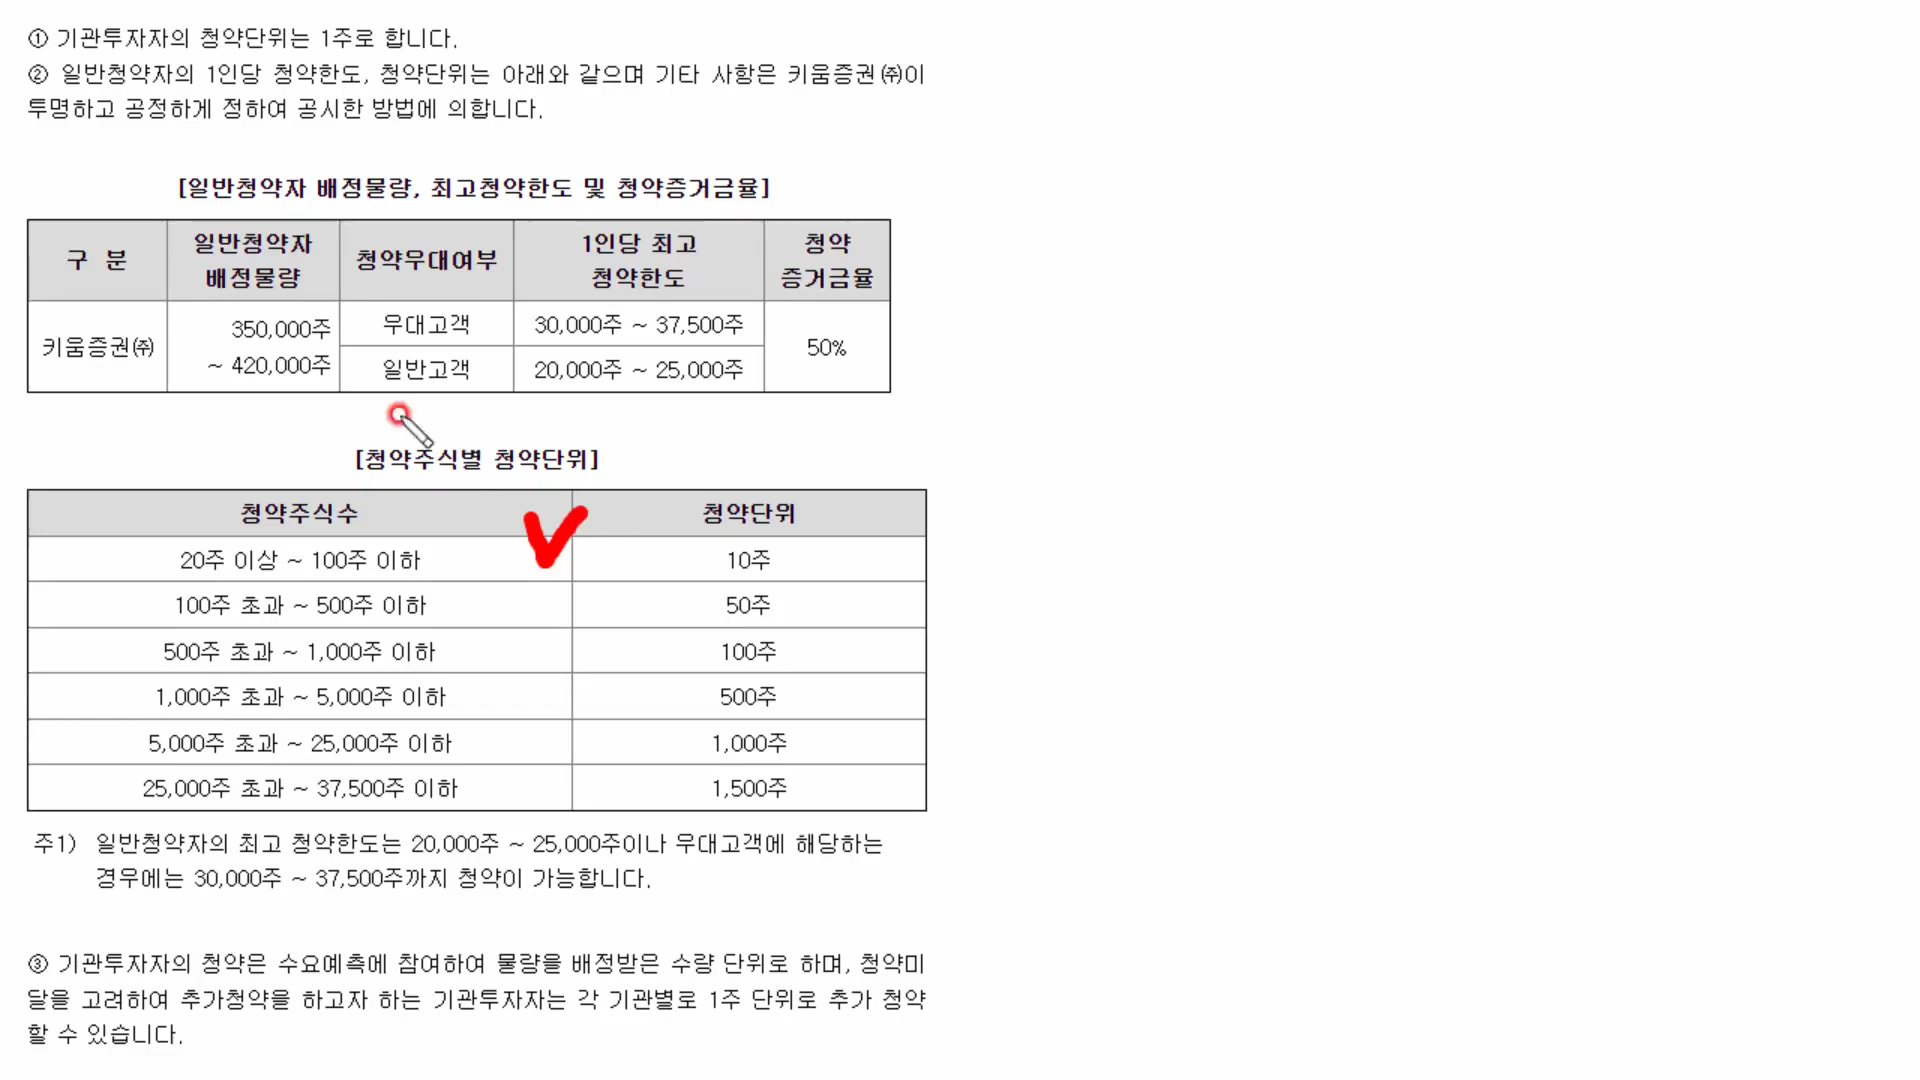 ① 기관투자자의 청약단위는 1주로 합니다.
② 일반청약자의 1인당 청약한도, 청약단위는 아래와 같으며 기타 사항은 키움증권㈜이
투명하고 공정하게 정하여 공시한 방법에 의합니다.
[일반청약자 배정물량, 최고청약한도 및 청약증거금율]
구 분 일반청약자 배정물량 청약우대여부 1인당 최고 청약한도 청약 증거금율
키움증권㈜ 350,000주 ~ 420,000주 우대고객 30,000주 ~ 37,500주 50%
일반고객 20,000주 ~ 25,000주
[청약주식별 청약단위]
청약주식수 청약단위
20주 이상 ~ 100주 이하 10주
100주 초과 ~ 500주 이하 50주
500주 초과 ~ 1,000주 이하 100주
1,000주 초과 ~ 5,000주 이하 500주
5,000주 초과 ~ 25,000주 이하 1,000주
25,000주 초과 ~ 37,500주 이하 1,500주
주1) 일반청약자의 최고 청약한도는 20,000주 ~ 25,000주이나 우대고객에 해당하는
경우에는 30,000주 ~ 37,500주까지 청약이 가능합니다.
③ 기관투자자의 청약은 수요예측에 참여하여 물량을 배정받은 수량 단위로 하며, 청약미
달을 고려하여 추가청약을 하고자 하는 기관투자자는 각 기관별로 1주 단위로 추가 청약
할 수 있습니다.